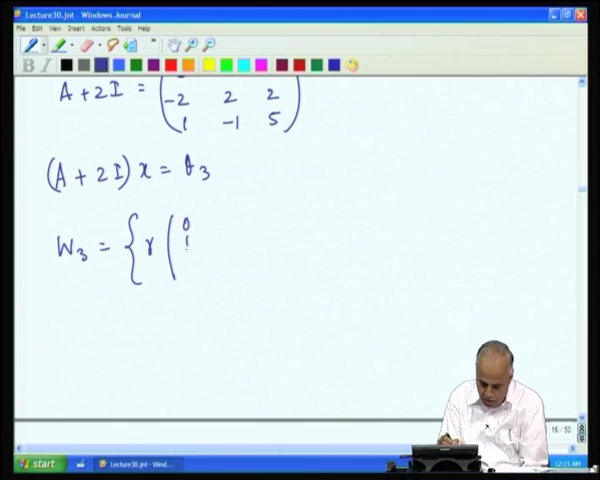 Lecture30.jnt - Windows Journal
File Edit View Insert Actions Tools Help
B I
A + 2I =
-2 2 2
1 -1 5
(A + 2I) x = θ3
W3 = { γ ( 0
1
16 / 50
start Lecture30.jnt - Wind... 12:21 AM